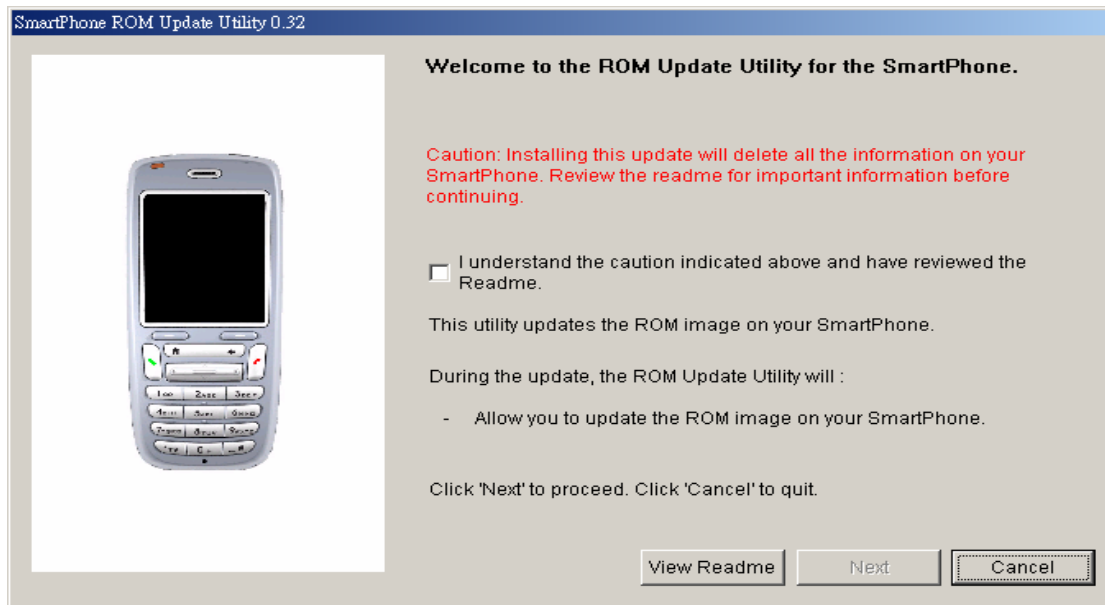 SmartPhone ROM Update Utility 0.32
Welcome to the ROM Update Utility for the SmartPhone.
Caution: Installing this update will delete all the information on your
SmartPhone. Review the readme for important information before
continuing.
I understand the caution indicated above and have reviewed the
Readme.
This utility updates the ROM image on your SmartPhone.
During the update, the ROM Update Utility will :
- Allow you to update the ROM image on your SmartPhone.
Click 'Next' to proceed. Click 'Cancel' to quit.
View Readme
Next
Cancel